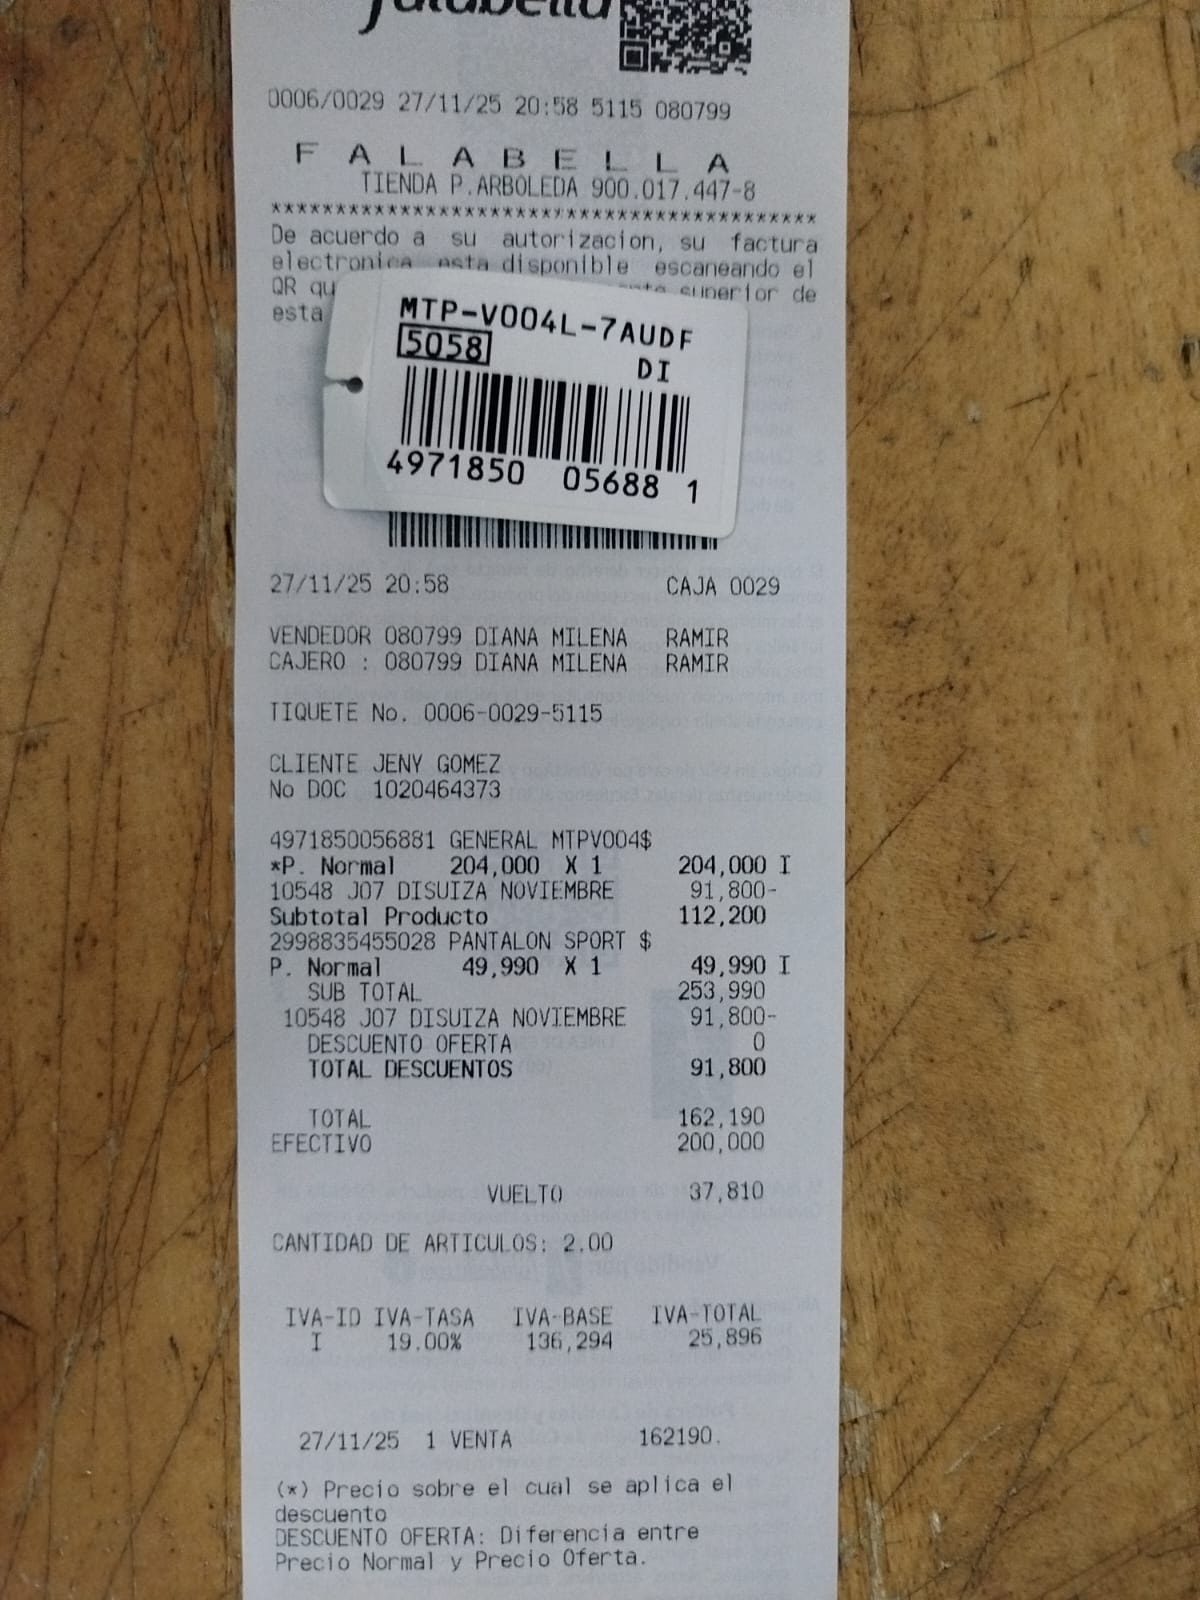 falabella
0006/0029 27/11/25 20:58 5115 080799
F A L A B E L L A
TIENDA P.ARBOLEDA 900.017.447-8
*******************************************
De acuerdo a su autorizacion, su factura
electronica esta disponible escaneando el
QR superior de
esta
MTP-V004L-7AUDF
5058
DI
4971850 05688 1
27/11/25 20:58 CAJA 0029
VENDEDOR 080799 DIANA MILENA RAMIR
CAJERO : 080799 DIANA MILENA RAMIR
TIQUETE No. 0006-0029-5115
CLIENTE JENY GOMEZ
No DOC 1020464373
4971850056881 GENERAL MTPV004$
*P. Normal 204,000 X 1 204,000 I
10548 J07 DISUIZA NOVIEMBRE 91,800-
Subtotal Producto 112,200
2998835455028 PANTALON SPORT $
P. Normal 49,990 X 1 49,990 I
SUB TOTAL 253,990
10548 J07 DISUIZA NOVIEMBRE 91,800-
DESCUENTO OFERTA 0
TOTAL DESCUENTOS 91,800
TOTAL 162,190
EFECTIVO 200,000
VUELTO 37,810
CANTIDAD DE ARTICULOS: 2.00
IVA-ID IVA-TASA IVA-BASE IVA-TOTAL
I 19.00% 136,294 25,896
27/11/25 1 VENTA 162190.
(*) Precio sobre el cual se aplica el
descuento
DESCUENTO OFERTA: Diferencia entre
Precio Normal y Precio Oferta.